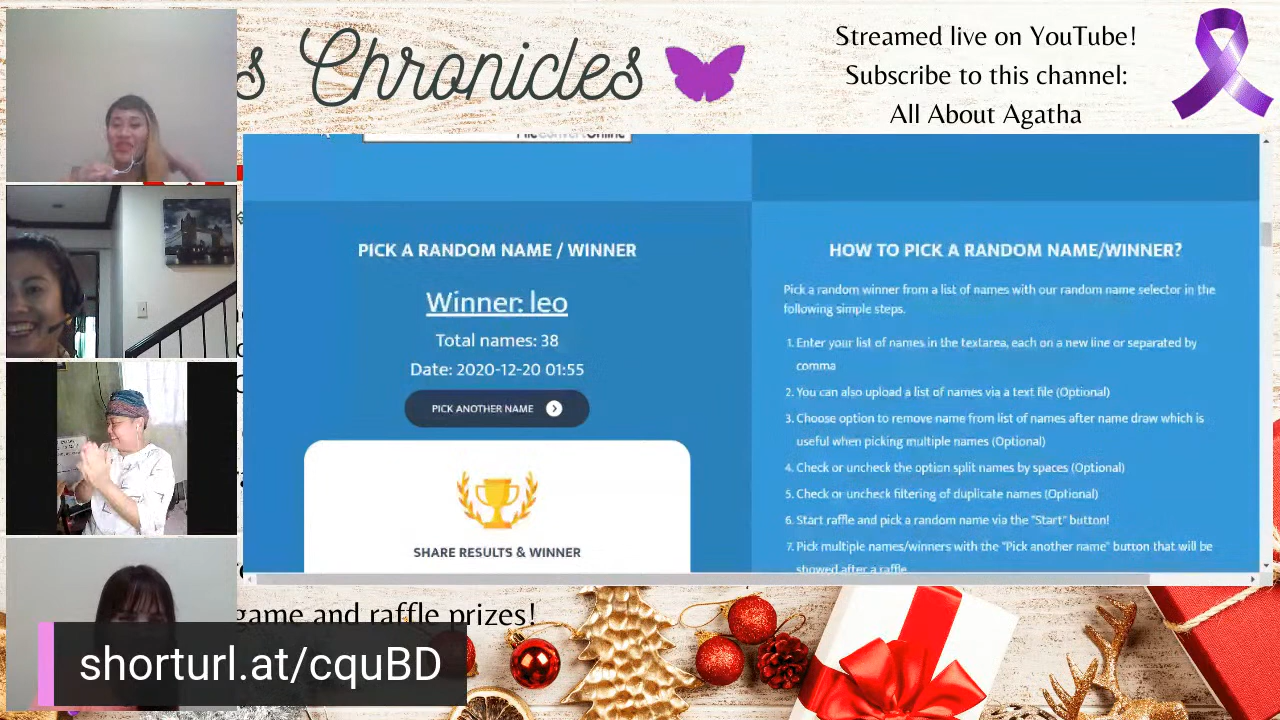 s Chronicles
Streamed live on YouTube!
Subscribe to this channel:
All About Agatha
FileConvertOnline
PICK A RANDOM NAME / WINNER
Winner: leo
Total names: 38
Date: 2020-12-20 01:55
PICK ANOTHER NAME
SHARE RESULTS & WINNER
HOW TO PICK A RANDOM NAME/WINNER?
Pick a random winner from a list of names with our random name selector in the
following simple steps.
1. Enter your list of names in the textarea, each on a new line or separated by
comma
2. You can also upload a list of names via a text file (Optional)
3. Choose option to remove name from list of names after name draw which is
useful when picking multiple names (Optional)
4. Check or uncheck the option split names by spaces (Optional)
5. Check or uncheck filtering of duplicate names (Optional)
6. Start raffle and pick a random name via the "Start" button!
7. Pick multiple names/winners with the "Pick another name" button that will be
showed after a raffle
game and raffle prizes!
shorturl.at/cquBD